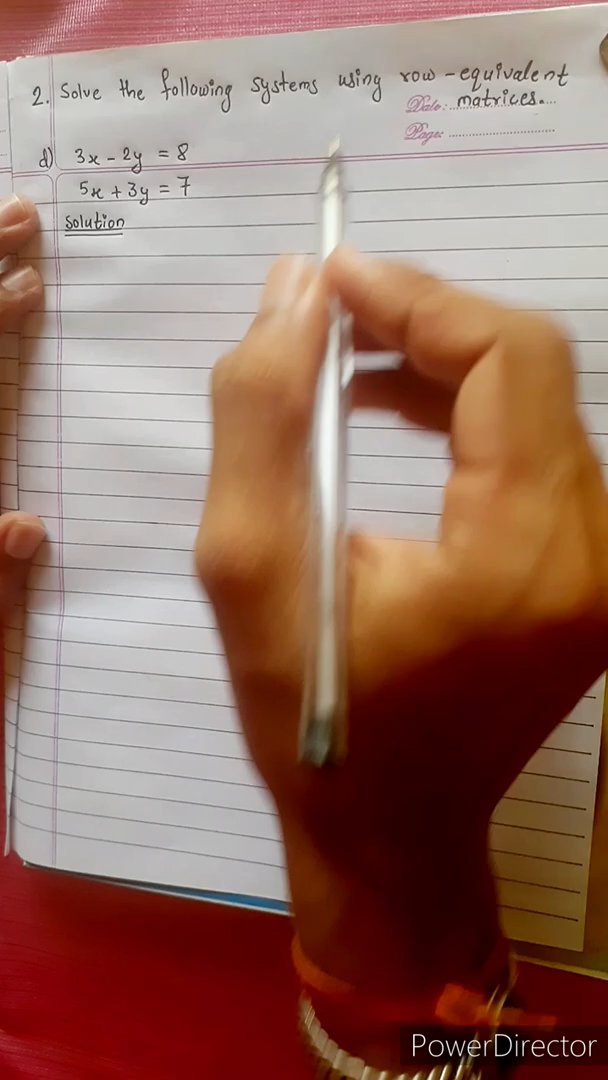 2. Solve the following systems using row-equivalent
Date: matrices.
Page:
d) 3x - 2y = 8
5x + 3y = 7
Solution
PowerDirector